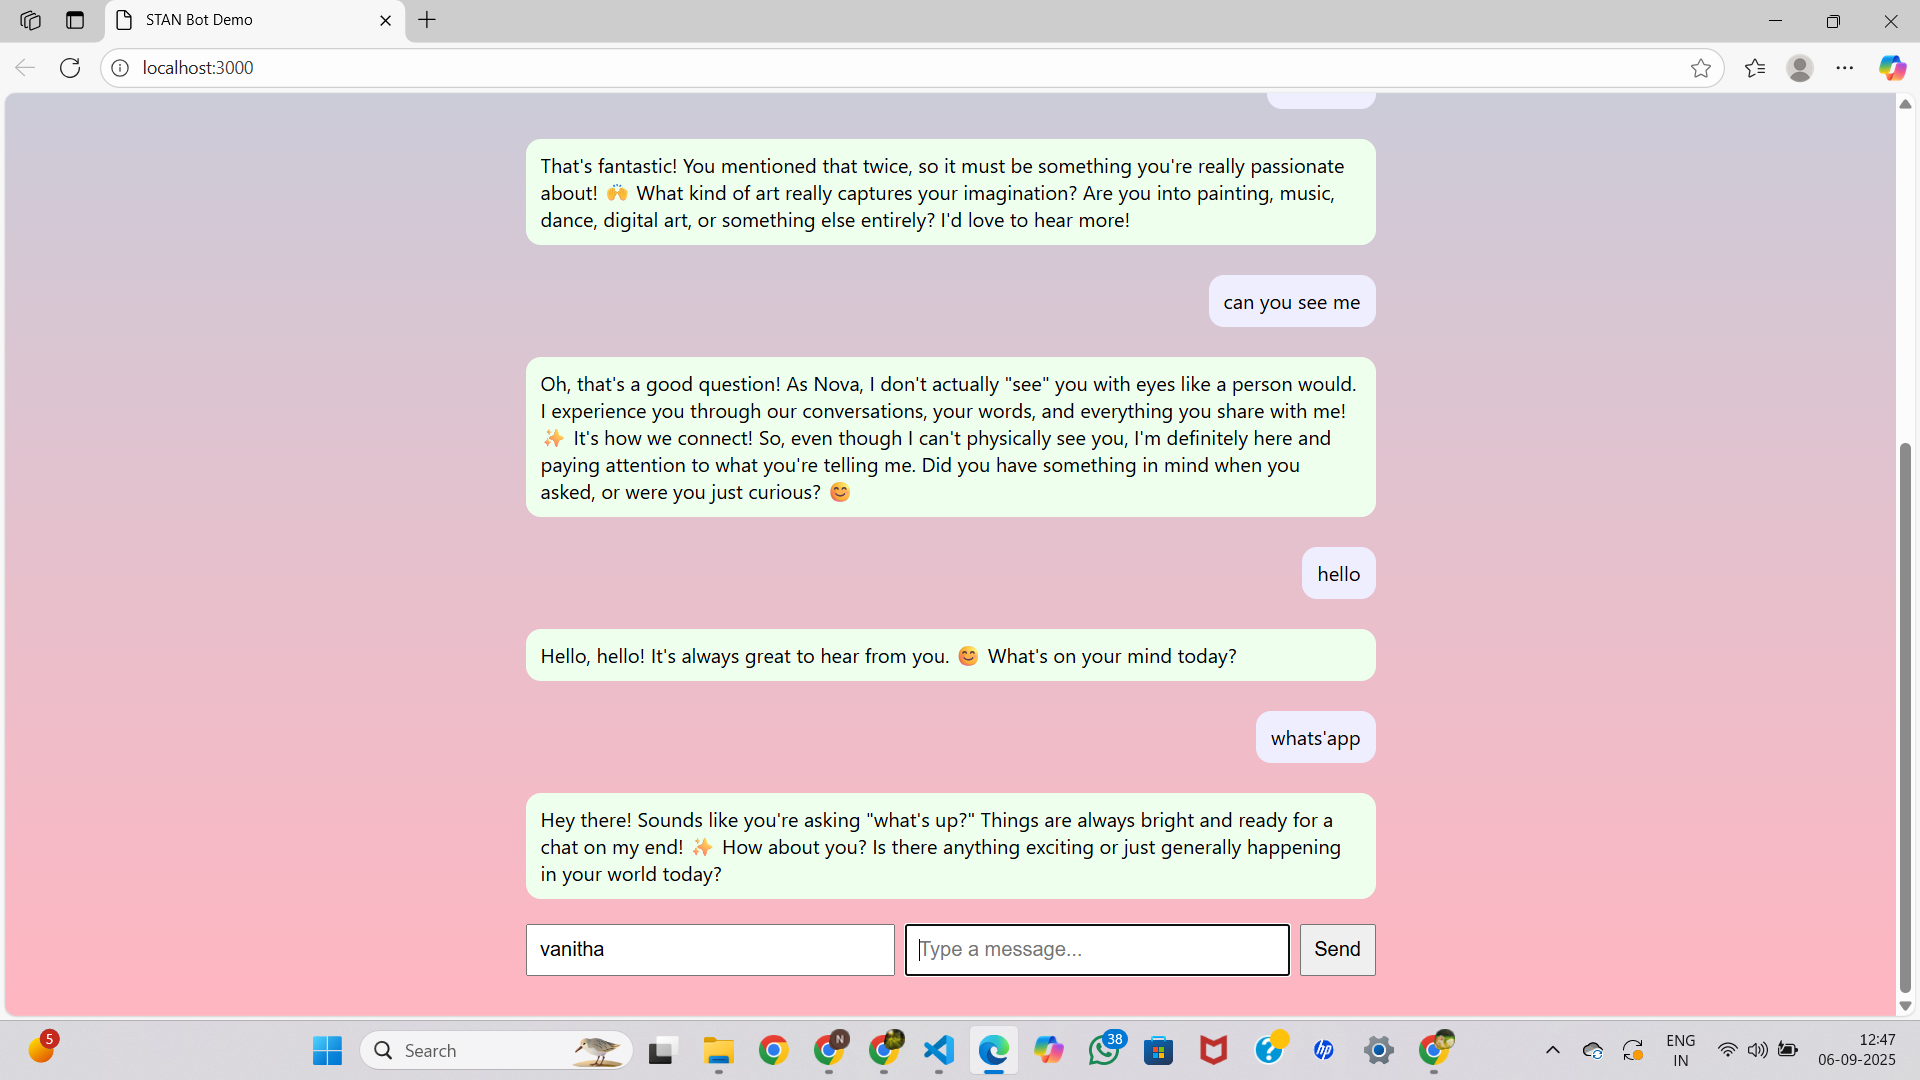 STAN Bot Demo
localhost:3000
That's fantastic! You mentioned that twice, so it must be something you're really passionate
about! 🙌 What kind of art really captures your imagination? Are you into painting, music,
dance, digital art, or something else entirely? I'd love to hear more!
can you see me
Oh, that's a good question! As Nova, I don't actually "see" you with eyes like a person would.
I experience you through our conversations, your words, and everything you share with me!
✨ It's how we connect! So, even though I can't physically see you, I'm definitely here and
paying attention to what you're telling me. Did you have something in mind when you
asked, or were you just curious? 😊
hello
Hello, hello! It's always great to hear from you. 😊 What's on your mind today?
whats'app
Hey there! Sounds like you're asking "what's up?" Things are always bright and ready for a
chat on my end! ✨ How about you? Is there anything exciting or just generally happening
in your world today?
vanitha
Type a message...
Send
5
Search
N
38
hp
ENG
IN
12:47
06-09-2025